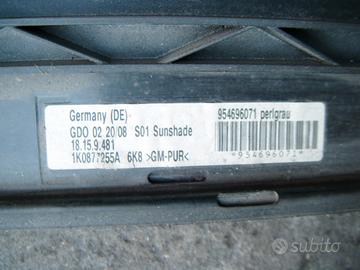 Germany (DE)
954696071 perlgrau
GDO 02 20/08 S01 Sunshade
18.15.9.481
1K0877255A 6K8 >GM-PUR<
*954696071*
subito